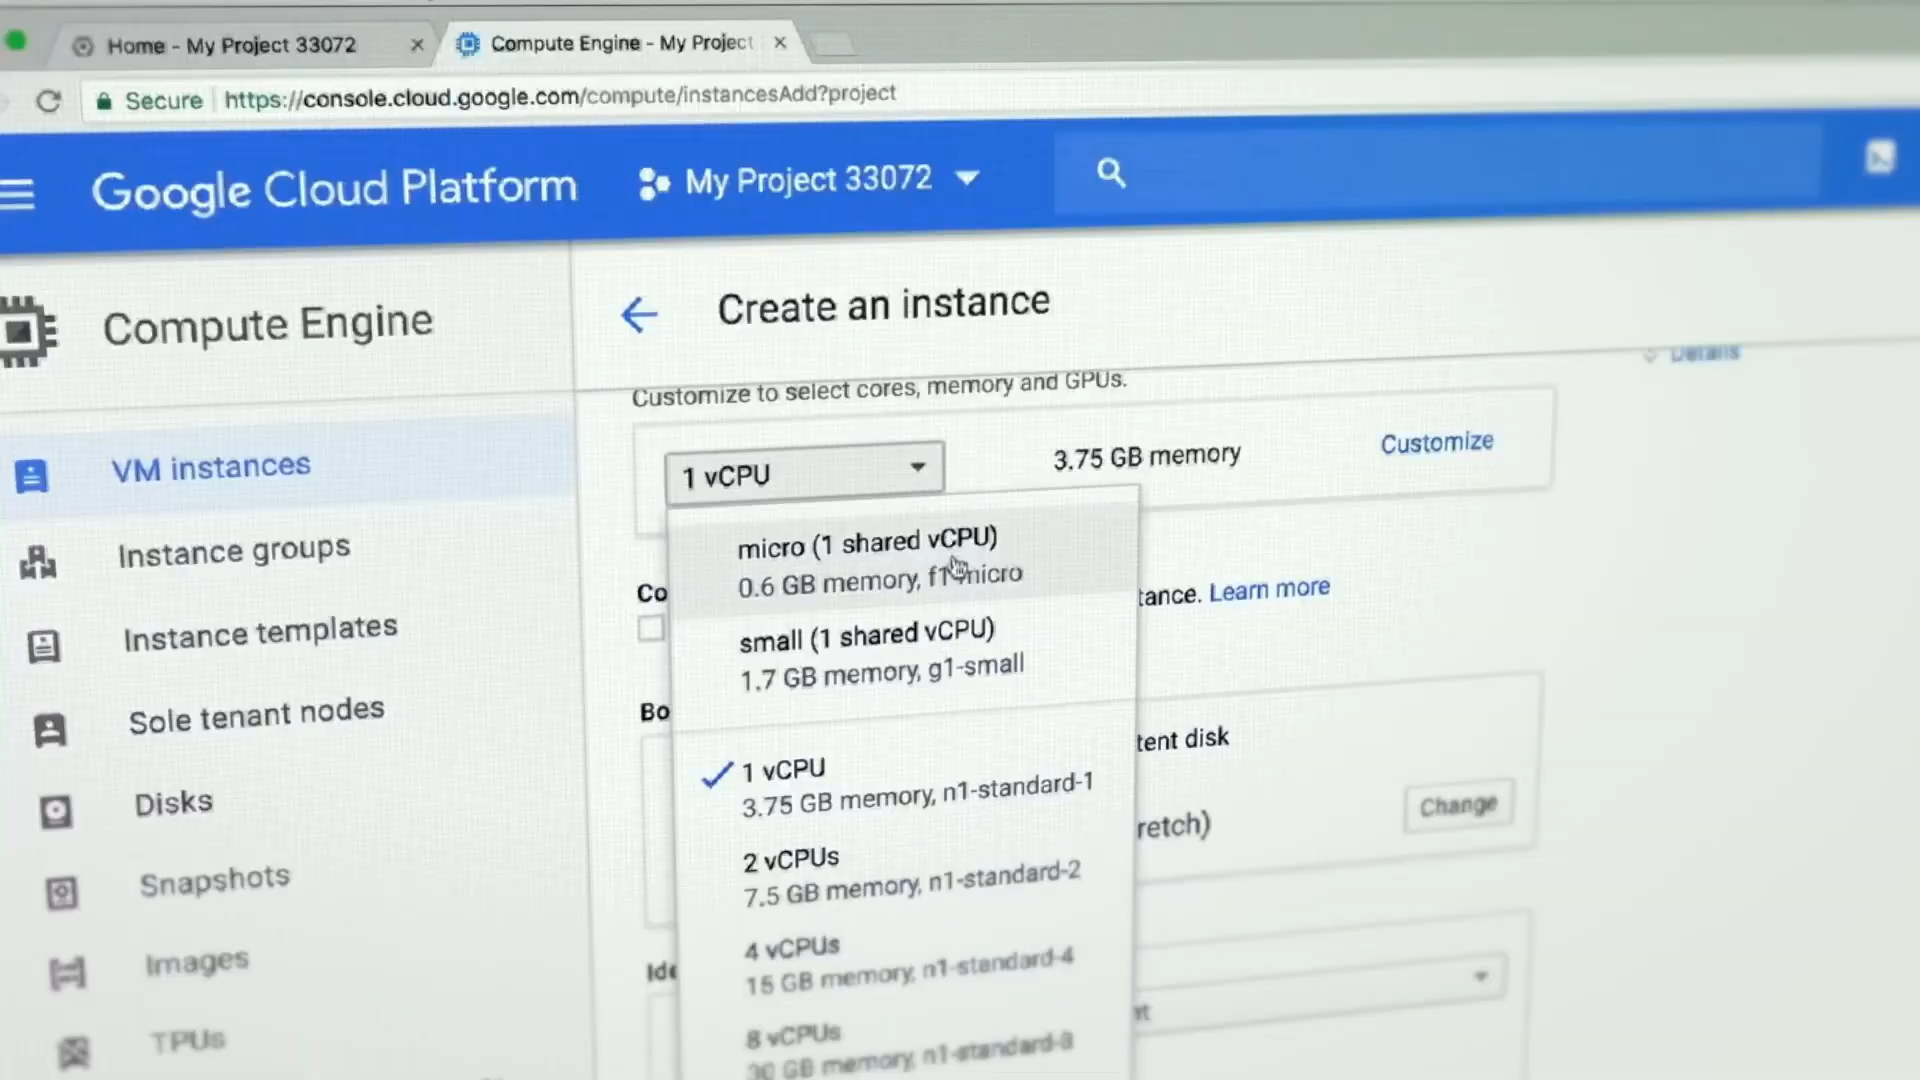 Home - My Project 33072
Compute Engine - My Project
Secure
https://console.cloud.google.com/compute/instancesAdd?project
Google Cloud Platform
My Project 33072
Compute Engine
Create an instance
Details
Customize to select cores, memory and GPUs.
VM instances
1 vCPU
3.75 GB memory
Customize
Instance groups
micro (1 shared vCPU)
0.6 GB memory, f1-micro
Co
tance. Learn more
Instance templates
small (1 shared vCPU)
1.7 GB memory, g1-small
Sole tenant nodes
Bo
tent disk
1 vCPU
3.75 GB memory, n1-standard-1
Disks
retch)
Change
2 vCPUs
7.5 GB memory, n1-standard-2
Snapshots
4 vCPUs
15 GB memory, n1-standard-4
Images
Ide
8 vCPUs
30 GB memory, n1-standard-8
TPUs